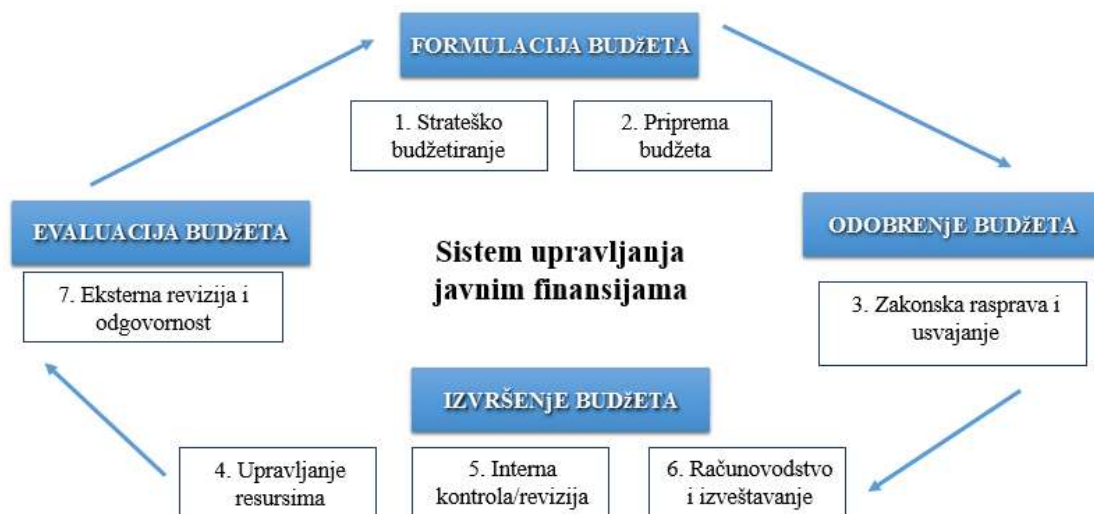 FORMULACIJA BUDžETA
1. Strateško
budžetiranje
2. Priprema
budžeta
EVALUACIJA BUDžETA
7. Eksterna revizija i
odgovornost
Sistem upravljanja
javnim finansijama
ODOBRENjE BUDžETA
3. Zakonska rasprava i
usvajanje
IZVRŠENjE BUDžETA
4. Upravljanje
resursima
5. Interna
kontrola/revizija
6. Računovodstvo
i izveštavanje